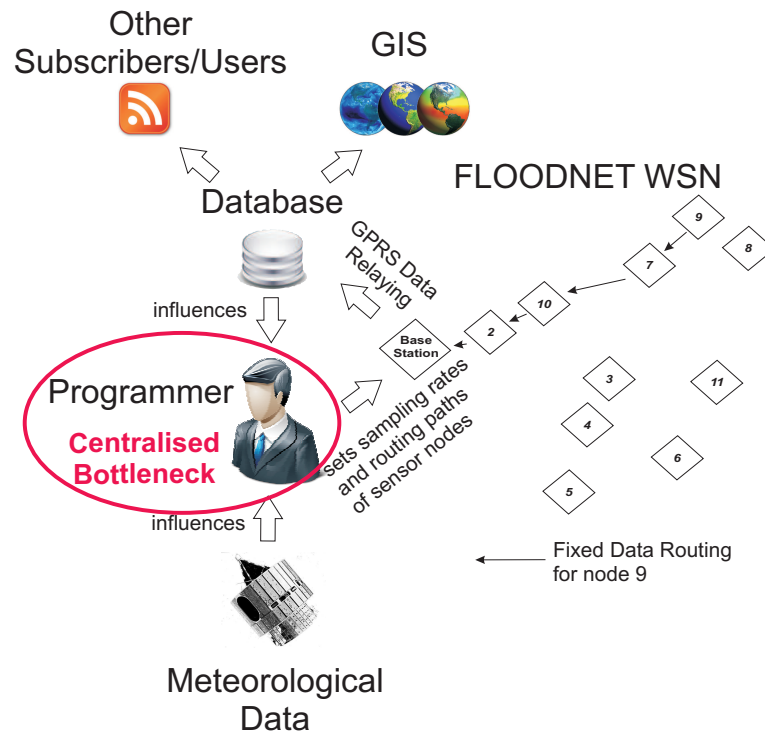 Other
Subscribers/Users
GIS
FLOODNET WSN
Database
GPRS Data
Relaying
9
8
7
10
2
Base
Station
influences
Programmer
Centralised
Bottleneck
sets sampling rates
and routing paths
of sensor nodes
3
11
4
6
5
influences
Fixed Data Routing
for node 9
Meteorological
Data